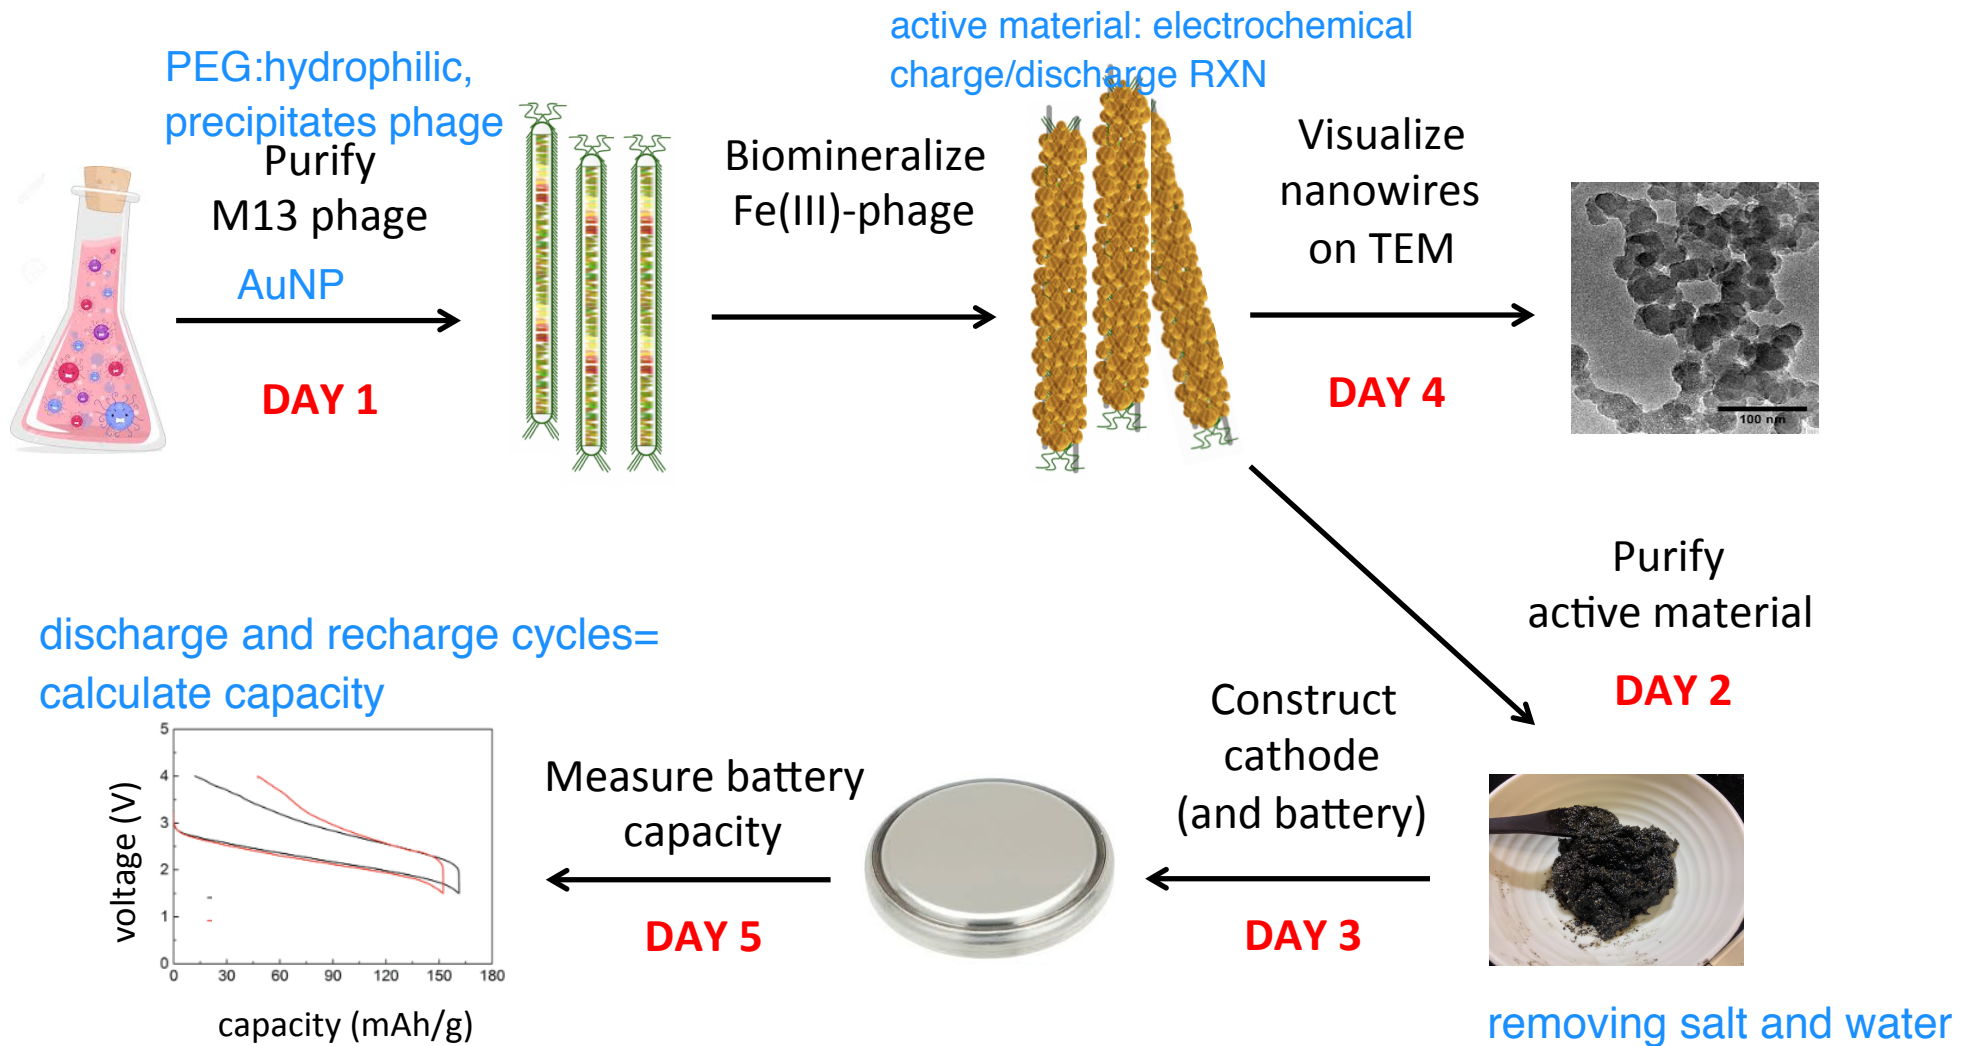 active material: electrochemical
charge/discharge RXN
PEG:hydrophilic,
precipitates phage
Purify
M13 phage
AuNP
DAY 1
Biomineralize
Fe(III)-phage
Visualize
nanowires
on TEM
DAY 4
100 nm
Purify
active material
DAY 2
discharge and recharge cycles=
calculate capacity
Construct
cathode
(and battery)
DAY 3
Measure battery
capacity
DAY 5
voltage (V)
5
4
3
2
1
0
0 30 60 90 120 150 180
capacity (mAh/g)
removing salt and water